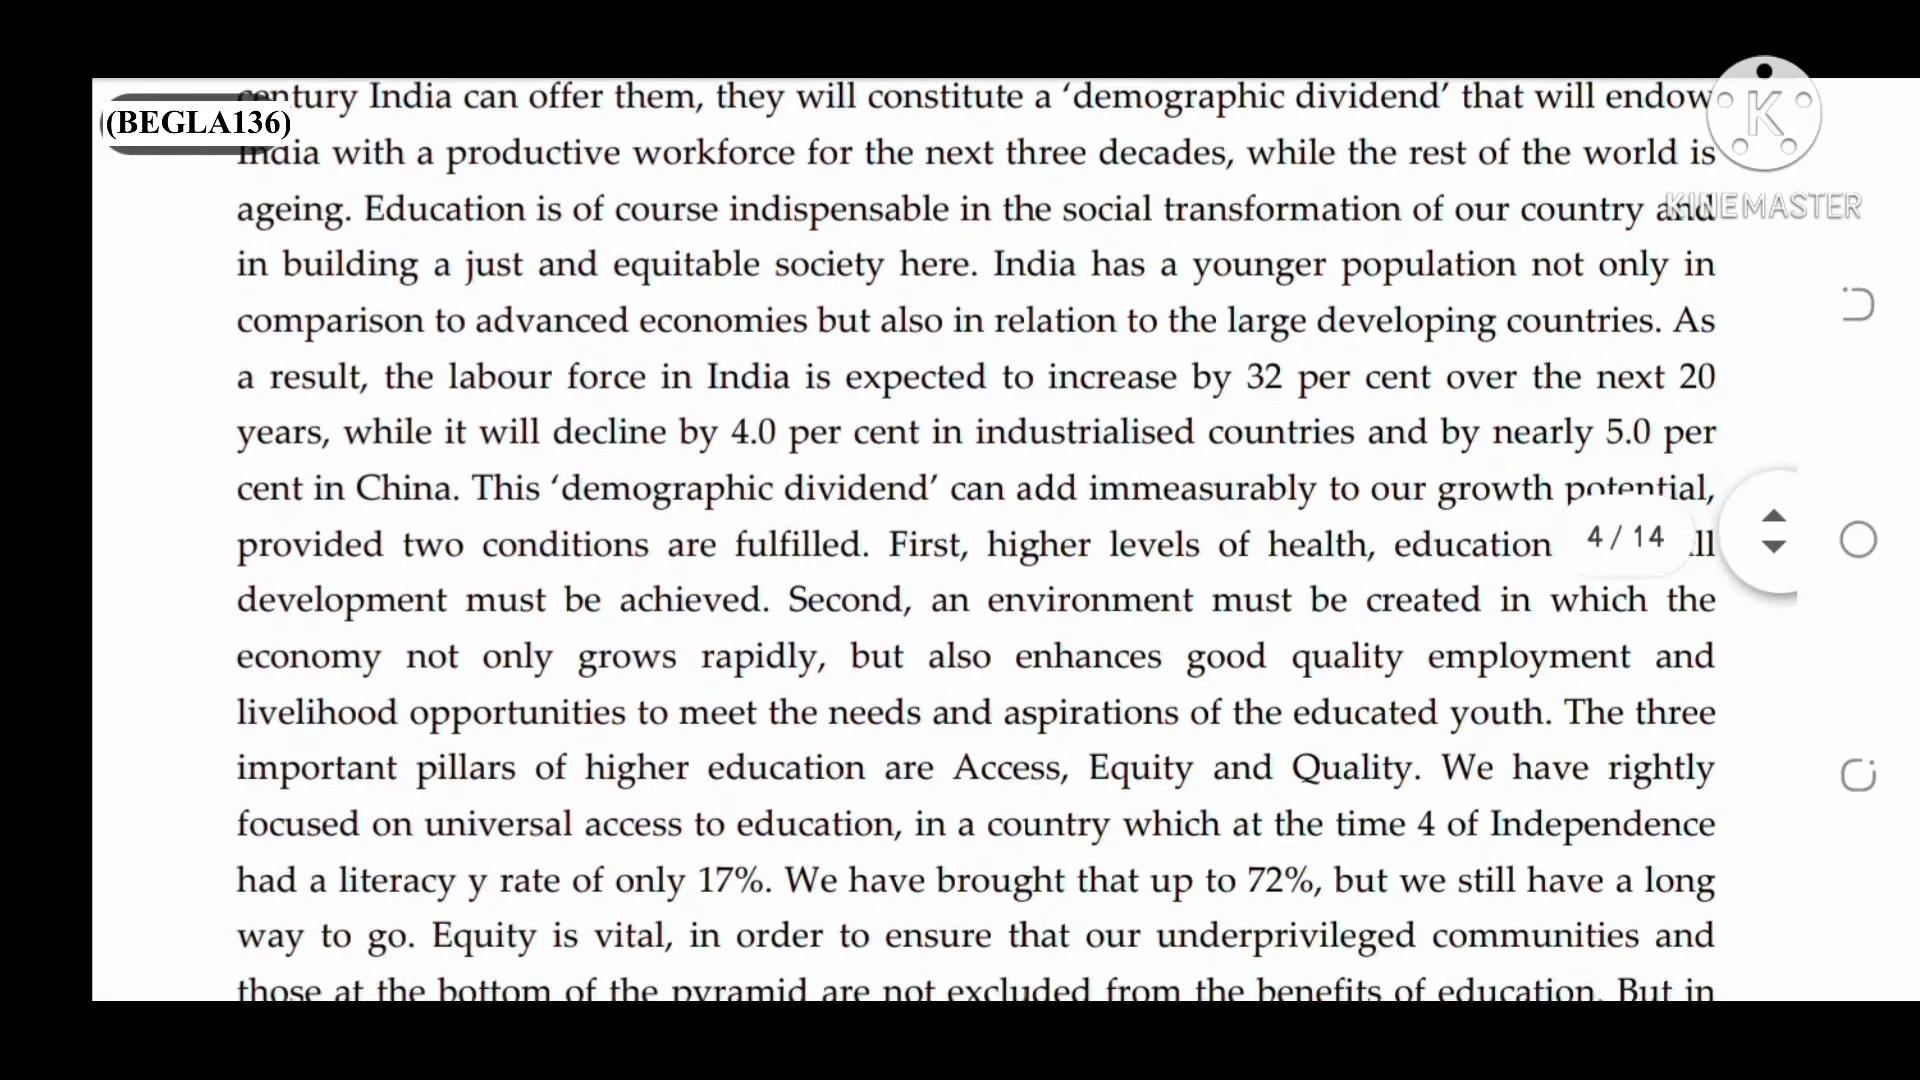 century India can offer them, they will constitute a ‘demographic dividend’ that will endow
(BEGLA136)
India with a productive workforce for the next three decades, while the rest of the world is
ageing. Education is of course indispensable in the social transformation of our country and
KINEMASTER
in building a just and equitable society here. India has a younger population not only in
comparison to advanced economies but also in relation to the large developing countries. As
a result, the labour force in India is expected to increase by 32 per cent over the next 20
years, while it will decline by 4.0 per cent in industrialised countries and by nearly 5.0 per
cent in China. This ‘demographic dividend’ can add immeasurably to our growth potential,
provided two conditions are fulfilled. First, higher levels of health, education
4 / 14
development must be achieved. Second, an environment must be created in which the
economy not only grows rapidly, but also enhances good quality employment and
livelihood opportunities to meet the needs and aspirations of the educated youth. The three
important pillars of higher education are Access, Equity and Quality. We have rightly
focused on universal access to education, in a country which at the time 4 of Independence
had a literacy y rate of only 17%. We have brought that up to 72%, but we still have a long
way to go. Equity is vital, in order to ensure that our underprivileged communities and
those at the bottom of the pyramid are not excluded from the benefits of education. But in